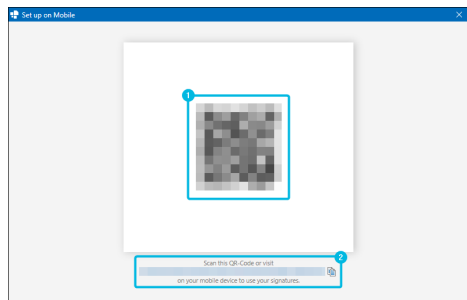 Set up on Mobile
1
2
Scan this QR-Code or visit
on your mobile device to use your signatures.